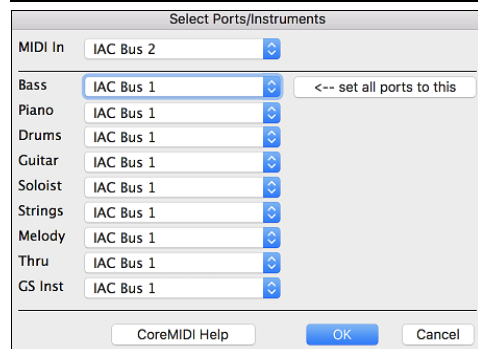 Select Ports/Instruments
MIDI In IAC Bus 2
Bass IAC Bus 1 <-- set all ports to this
Piano IAC Bus 1
Drums IAC Bus 1
Guitar IAC Bus 1
Soloist IAC Bus 1
Strings IAC Bus 1
Melody IAC Bus 1
Thru IAC Bus 1
GS Inst IAC Bus 1
CoreMIDI Help OK Cancel